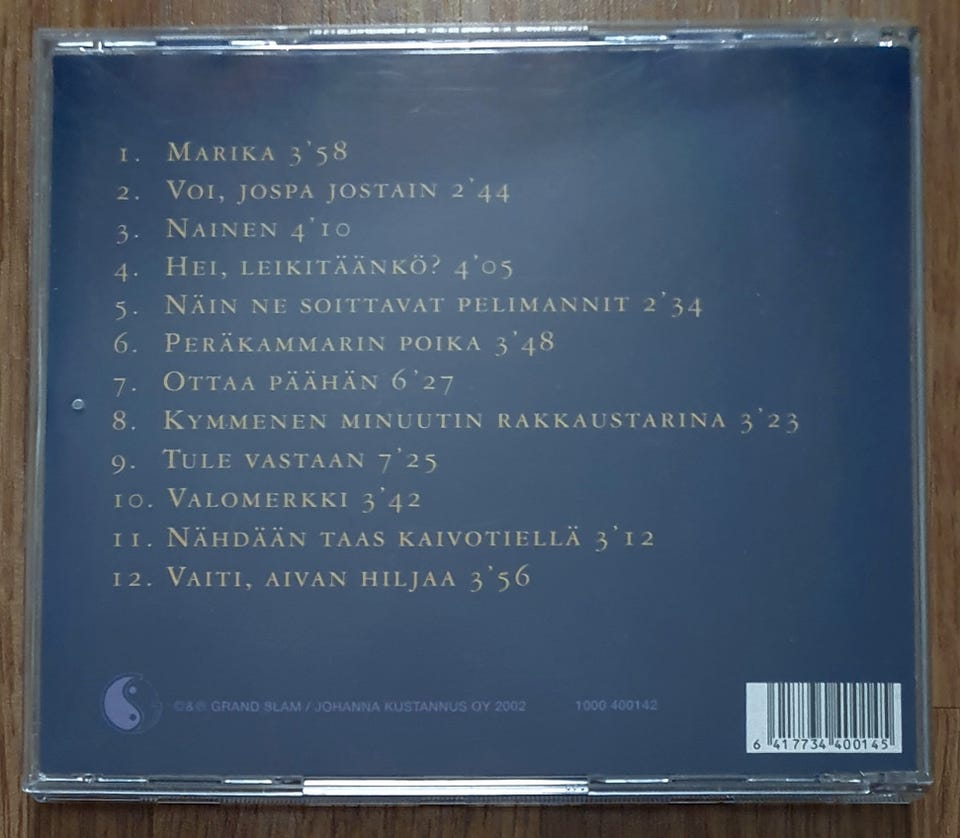 1. Marika 3'58
2. Voi, jospa jostain 2'44
3. Nainen 4'10
4. Hei, leikitäänkö? 4'05
5. Näin ne soittavat pelimannit 2'34
6. Peräkammarin poika 3'48
7. Ottaa päähän 6'27
8. Kymmenen minuutin rakkaustarina 3'23
9. Tule vastaan 7'25
10. Valomerkki 3'42
11. Nähdään taas Kaivotiellä 3'12
12. Vaiti, aivan hiljaa 3'56
©&℗ GRAND SLAM / JOHANNA KUSTANNUS OY 2002 1000 400142
6 417734 400145